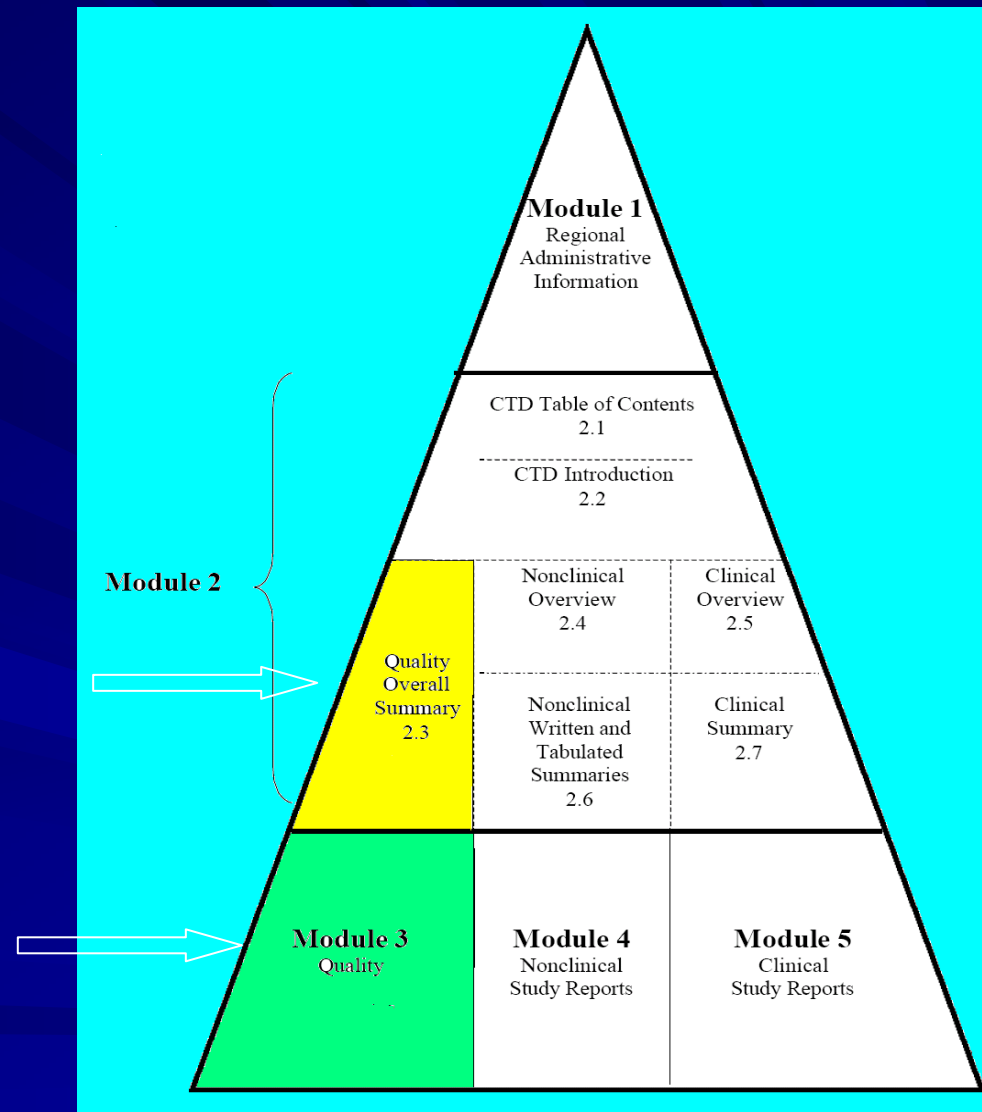 Module 1
Regional
Administrative
Information
CTD Table of Contents
2.1
CTD Introduction
2.2
Module 2
Quality
Overall
Summary
2.3
Nonclinical
Overview
2.4
Clinical
Overview
2.5
Nonclinical
Written and
Tabulated
Summaries
2.6
Clinical
Summary
2.7
Module 3
Quality
Module 4
Nonclinical
Study Reports
Module 5
Clinical
Study Reports